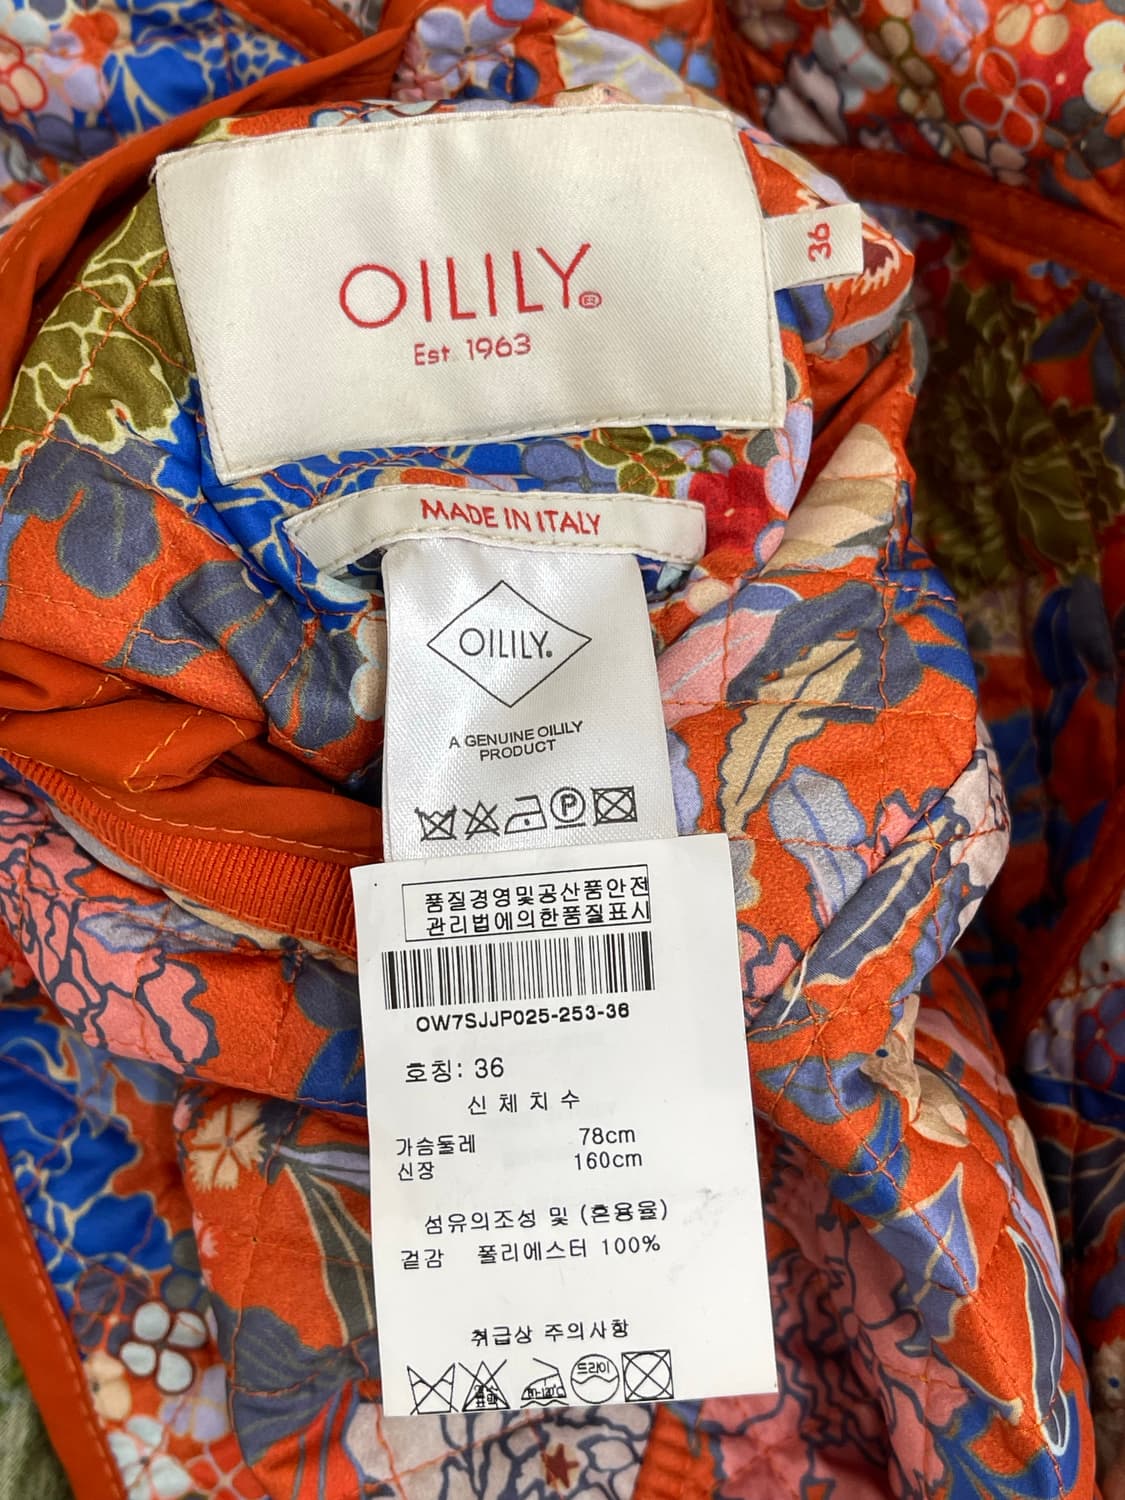 OILILY®
Est 1963
36
MADE IN ITALY
OILILY.
A GENUINE OILILY
PRODUCT
P
품질경영및공산품안전
관리법에의한품질표시
OW7SJJP025-253-36
호칭: 36
신 체 치 수
가슴둘레 78cm
신장 160cm
섬유의조성 및 (혼용율)
겉감 폴리에스터 100%
취급상 주의사항
드라이